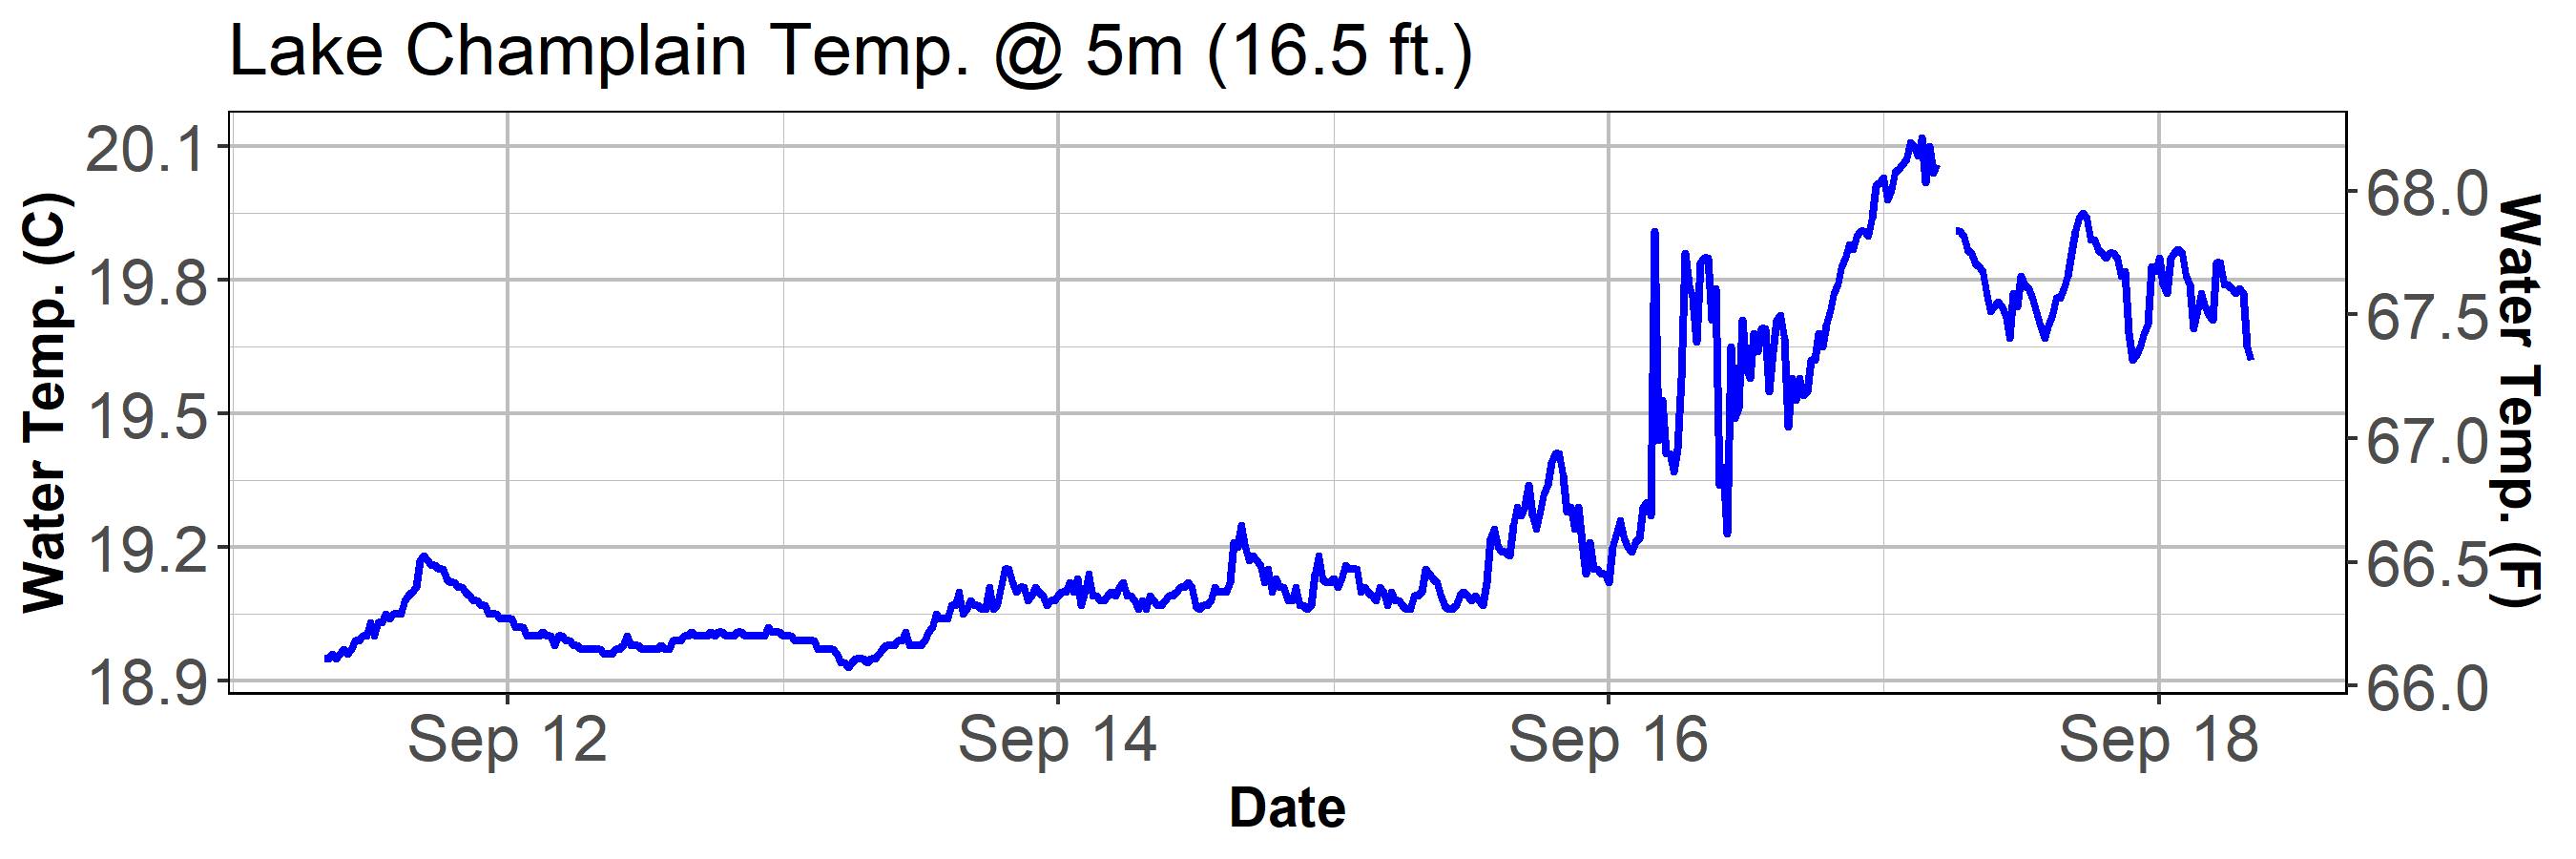 Lake Champlain Temp. @ 5m (16.5 ft.)
Water Temp. (C)
20.1
19.8
19.5
19.2
18.9
68.0
67.5
67.0
66.5
66.0
Water Temp. (F)
Sep 12 Sep 14 Sep 16 Sep 18
Date